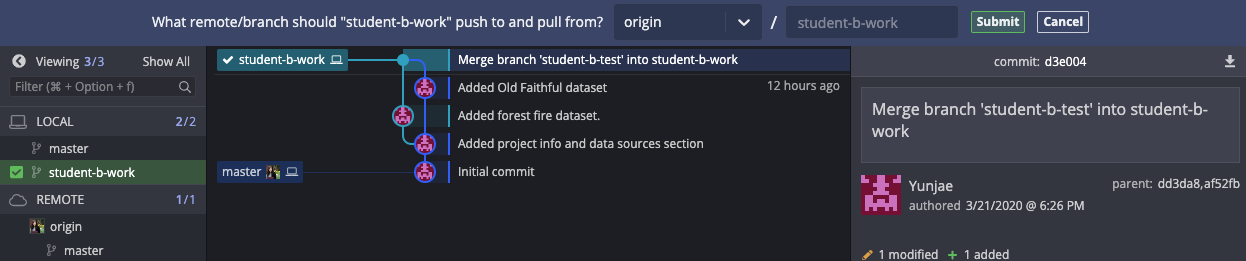 What remote/branch should "student-b-work" push to and pull from? origin / student-b-work Submit Cancel
Viewing 3/3 Show All
Filter (⌘ + Option + f)
LOCAL 2/2
master
student-b-work
REMOTE 1/1
origin
master
student-b-work Merge branch 'student-b-test' into student-b-work
Added Old Faithful dataset 12 hours ago
Added forest fire dataset.
Added project info and data sources section
master Initial commit
commit: d3e004
Merge branch 'student-b-test' into student-b-
work
Yunjae parent: dd3da8,af52fb
authored 3/21/2020 @ 6:26 PM
1 modified + 1 added